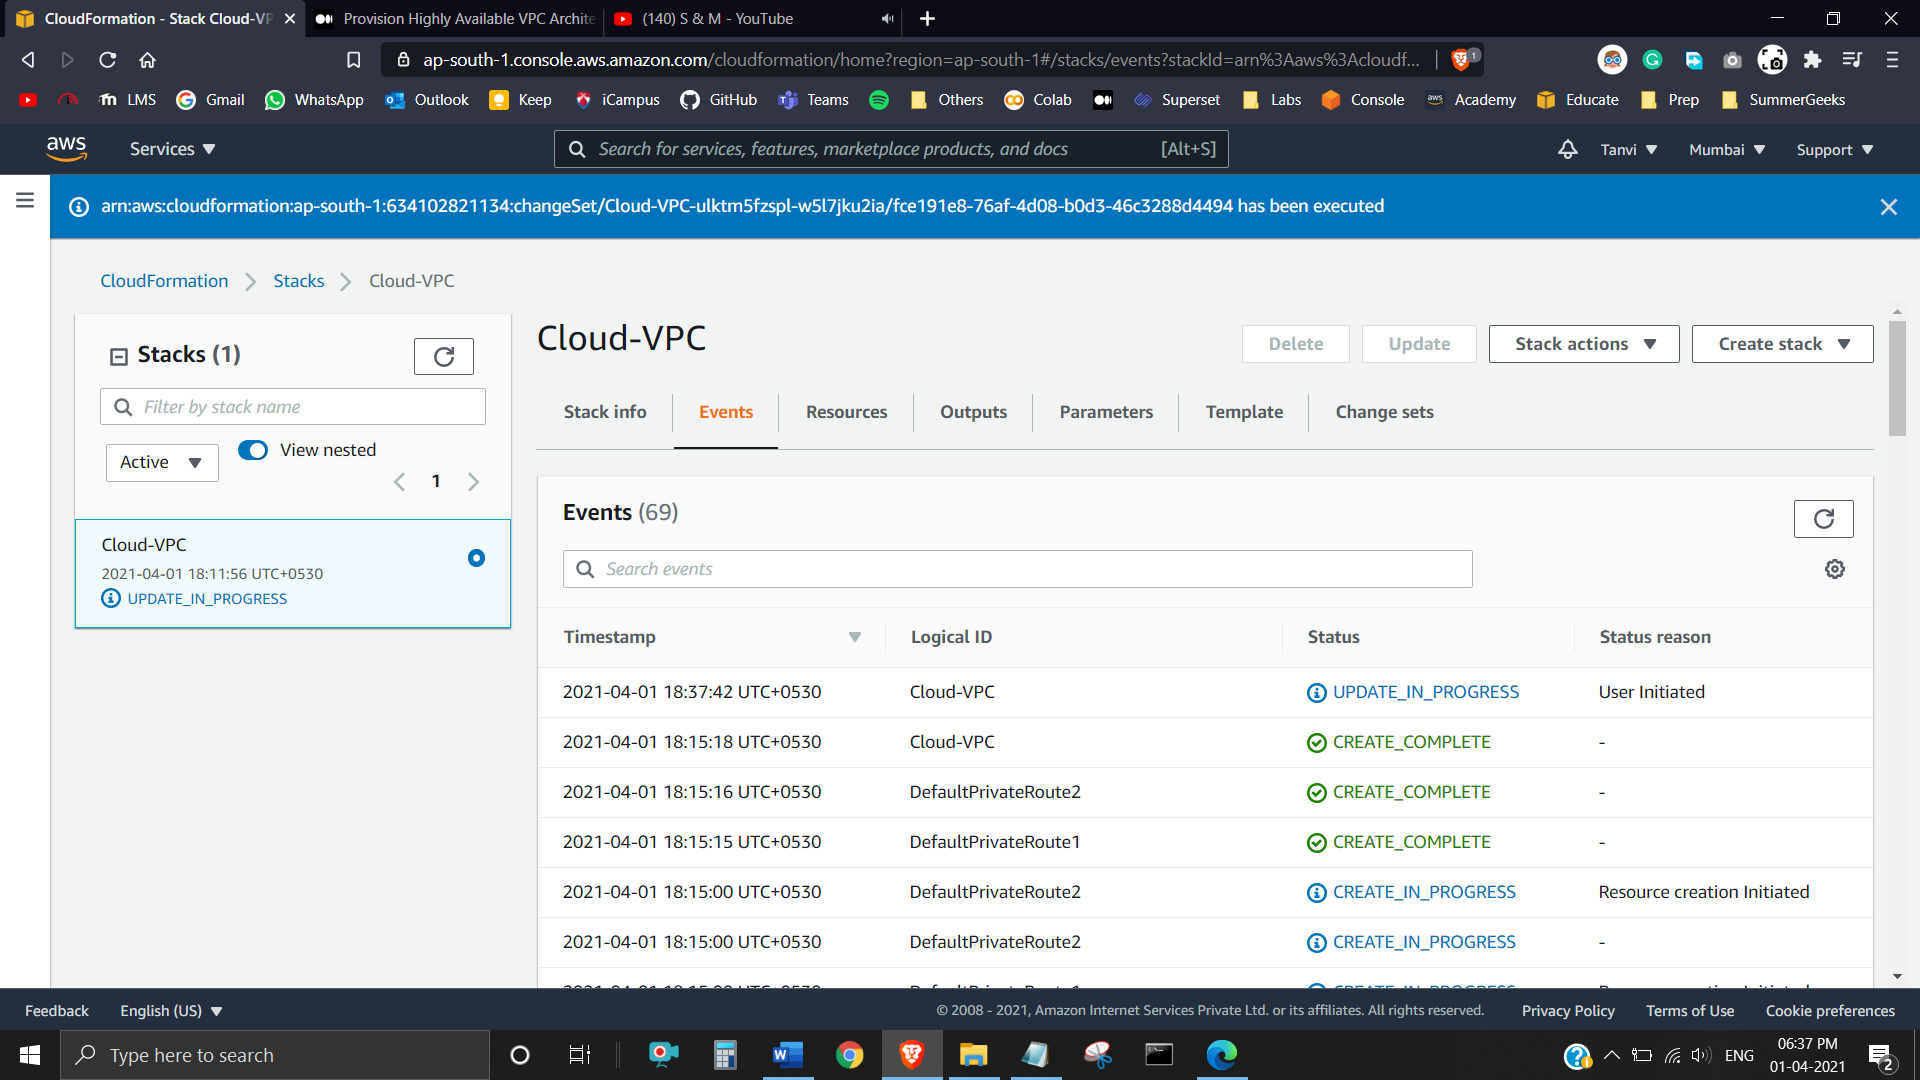 CloudFormation - Stack Cloud-VP
Provision Highly Available VPC Archite
(140) S & M - YouTube
ap-south-1.console.aws.amazon.com/cloudformation/home?region=ap-south-1#/stacks/events?stackId=arn%3Aaws%3Acloudf...
1
LMS
Gmail
WhatsApp
Outlook
Keep
iCampus
GitHub
Teams
Others
Colab
Superset
Labs
Console
aws
Academy
Educate
Prep
SummerGeeks
aws
Services
Search for services, features, marketplace products, and docs
[Alt+S]
Tanvi
Mumbai
Support
arn:aws:cloudformation:ap-south-1:634102821134:changeSet/Cloud-VPC-ulktm5fzspl-w5l7jku2ia/fce191e8-76af-4d08-b0d3-46c3288d4494 has been executed
CloudFormation
Stacks
Cloud-VPC
Stacks (1)
Filter by stack name
Active
View nested
1
Cloud-VPC
2021-04-01 18:11:56 UTC+0530
UPDATE_IN_PROGRESS
Cloud-VPC
Delete
Update
Stack actions
Create stack
Stack info
Events
Resources
Outputs
Parameters
Template
Change sets
Events (69)
Search events
Timestamp Logical ID Status Status reason
2021-04-01 18:37:42 UTC+0530 Cloud-VPC UPDATE_IN_PROGRESS User Initiated
2021-04-01 18:15:18 UTC+0530 Cloud-VPC CREATE_COMPLETE -
2021-04-01 18:15:16 UTC+0530 DefaultPrivateRoute2 CREATE_COMPLETE -
2021-04-01 18:15:15 UTC+0530 DefaultPrivateRoute1 CREATE_COMPLETE -
2021-04-01 18:15:00 UTC+0530 DefaultPrivateRoute2 CREATE_IN_PROGRESS Resource creation Initiated
2021-04-01 18:15:00 UTC+0530 DefaultPrivateRoute2 CREATE_IN_PROGRESS -
Feedback
English (US)
© 2008 - 2021, Amazon Internet Services Private Ltd. or its affiliates. All rights reserved.
Privacy Policy
Terms of Use
Cookie preferences
Type here to search
ENG
06:37 PM
01-04-2021
2